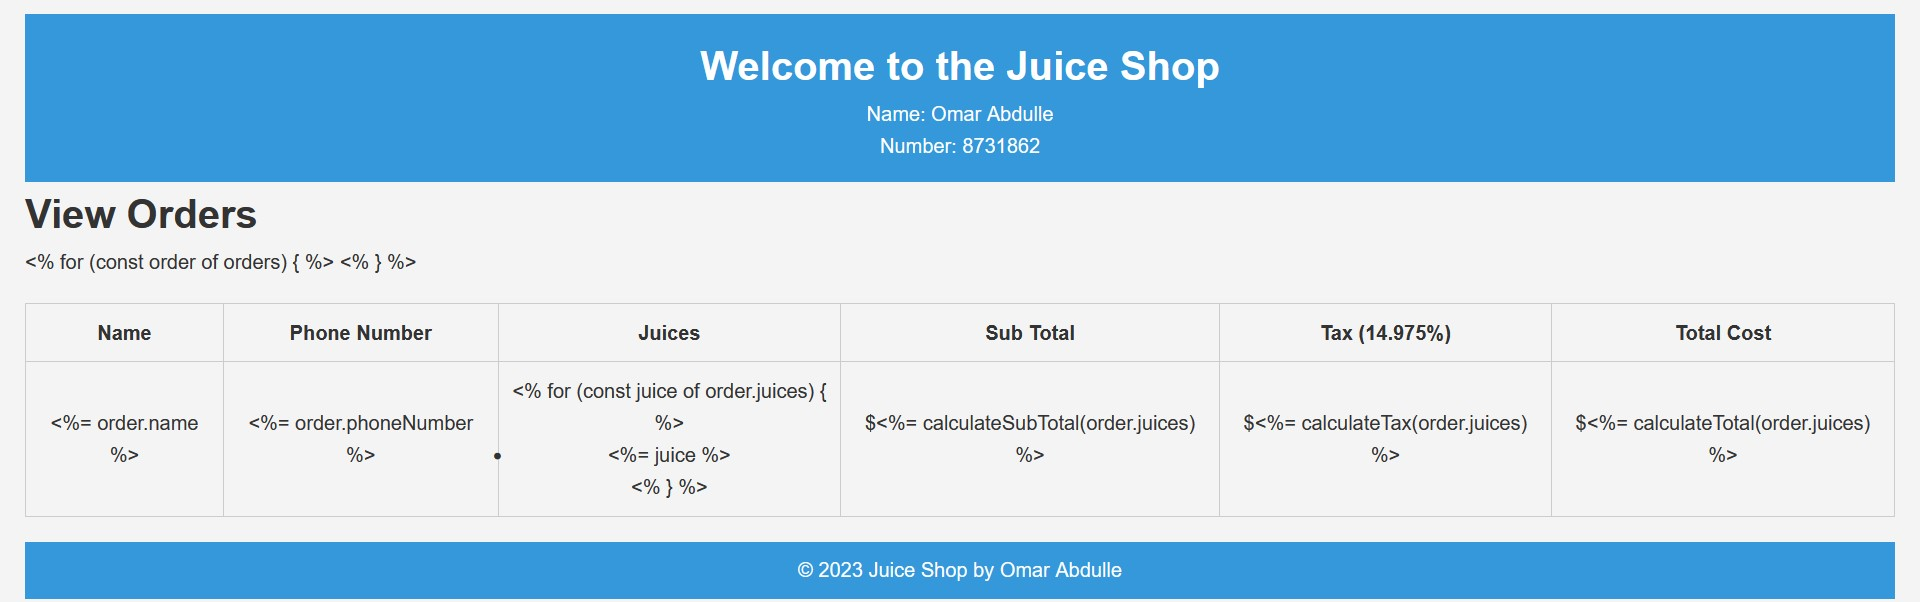 Welcome to the Juice Shop
Name: Omar Abdulle
Number: 8731862
View Orders
<% for (const order of orders) { %> <% } %>
Name
Phone Number
Juices
Sub Total
Tax (14.975%)
Total Cost
<%= order.name
%>
<%= order.phoneNumber
%>
<% for (const juice of order.juices) {
%>
• <%= juice %>
<% } %>
$<%= calculateSubTotal(order.juices)
%>
$<%= calculateTax(order.juices)
%>
$<%= calculateTotal(order.juices)
%>
© 2023 Juice Shop by Omar Abdulle